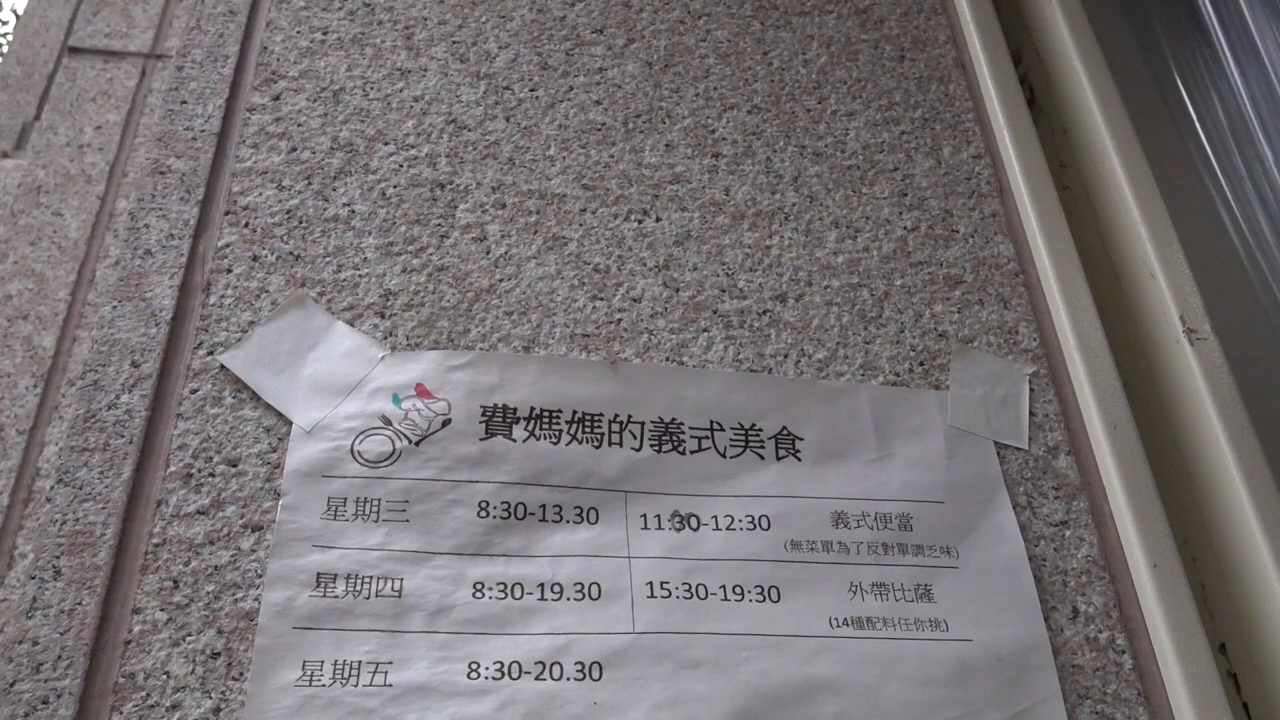 費媽媽的義式美食
星期三 8:30-13.30 11:30-12:30 義式便當
(無菜單為了反對單調乏味)
星期四 8:30-19.30 15:30-19:30 外帶比薩
(14種配料任你挑)
星期五 8:30-20.30